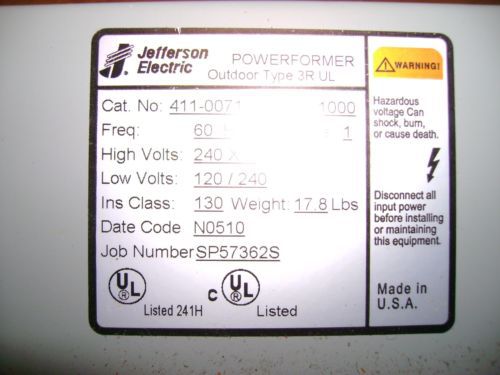 Jefferson
Electric
POWERFORMER
Outdoor Type 3R UL
Cat. No: 411-0071 1000
Freq: 60 1
High Volts: 240 X
Low Volts: 120 / 240
Ins Class: 130 Weight: 17.8 Lbs
Date Code N0510
Job Number SP57362S
UL R Listed 241H
C UL R Listed
WARNING!
Hazardous
voltage Can
shock, burn,
or cause death.
Disconnect all
input power
before installing
or maintaining
this equipment.
Made in
U.S.A.